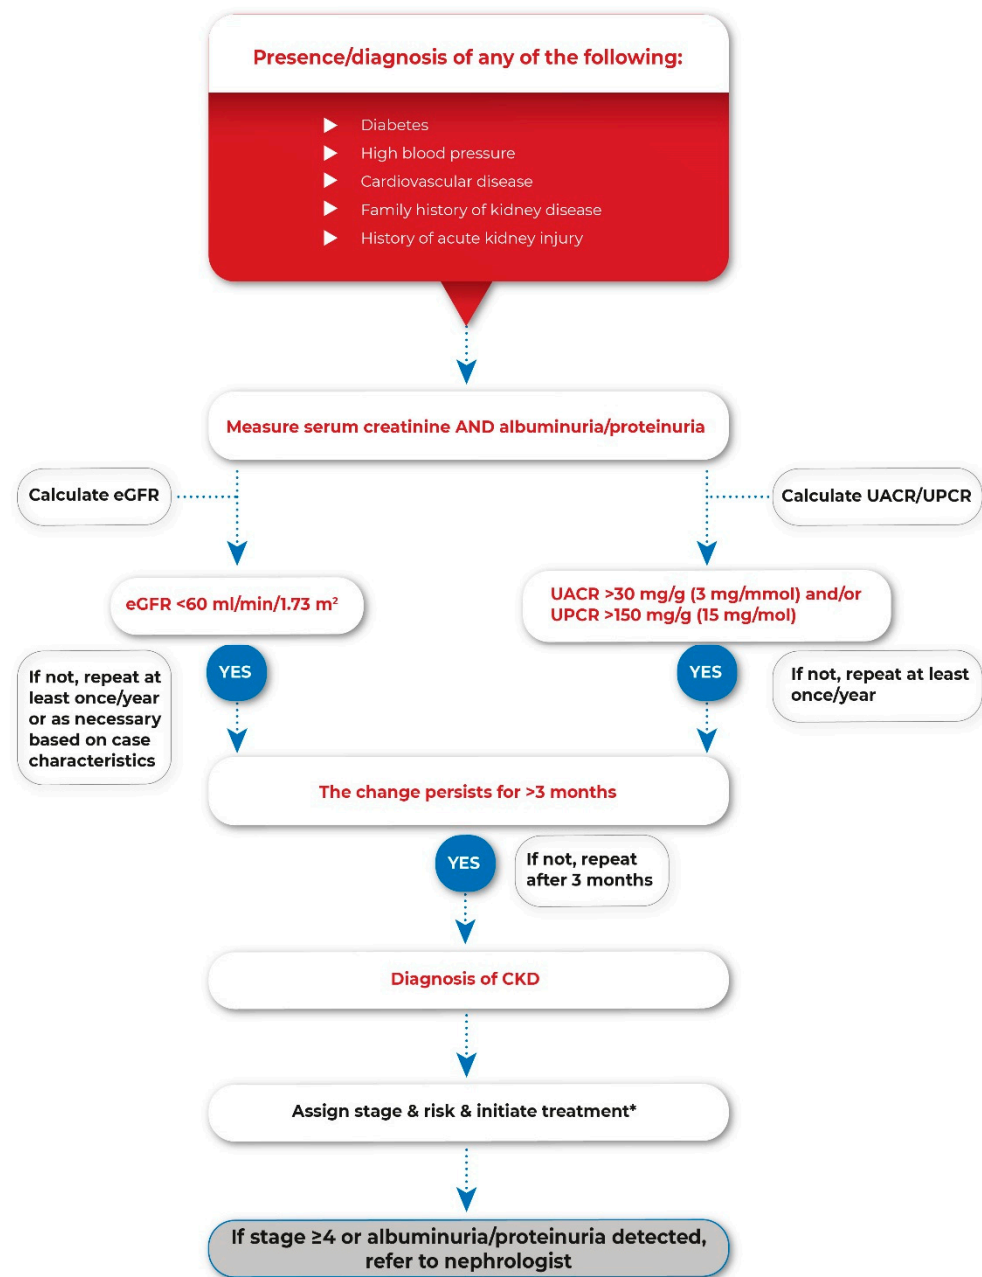 Presence/diagnosis of any of the following:
Diabetes
High blood pressure
Cardiovascular disease
Family history of kidney disease
History of acute kidney injury
Measure serum creatinine AND albuminuria/proteinuria
Calculate eGFR
Calculate UACR/UPCR
eGFR <60 ml/min/1.73 m²
UACR >30 mg/g (3 mg/mmol) and/or
UPCR >150 mg/g (15 mg/mol)
YES
If not, repeat at
least once/year
or as necessary
based on case
characteristics
YES
If not, repeat at least
once/year
The change persists for >3 months
YES
If not, repeat
after 3 months
Diagnosis of CKD
Assign stage & risk & initiate treatment*
If stage ≥4 or albuminuria/proteinuria detected,
refer to nephrologist